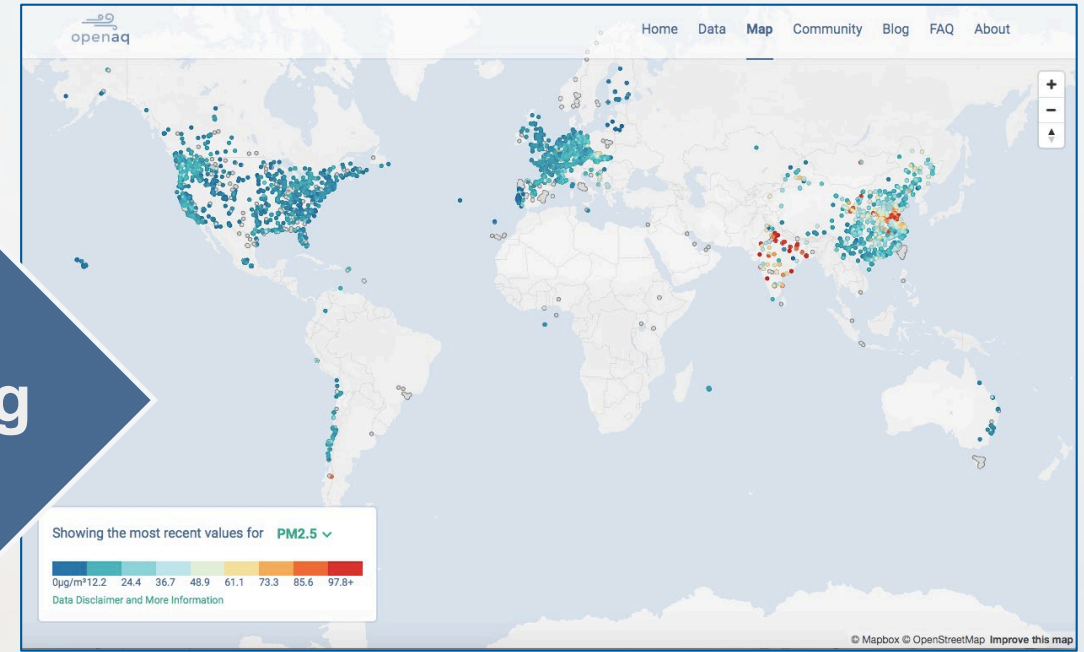 openaq
Home Data Map Community Blog FAQ About
+
−
g
Showing the most recent values for PM2.5
0µg/m³ 12.2 24.4 36.7 48.9 61.1 73.3 85.6 97.8+
Data Disclaimer and More Information
© Mapbox © OpenStreetMap Improve this map